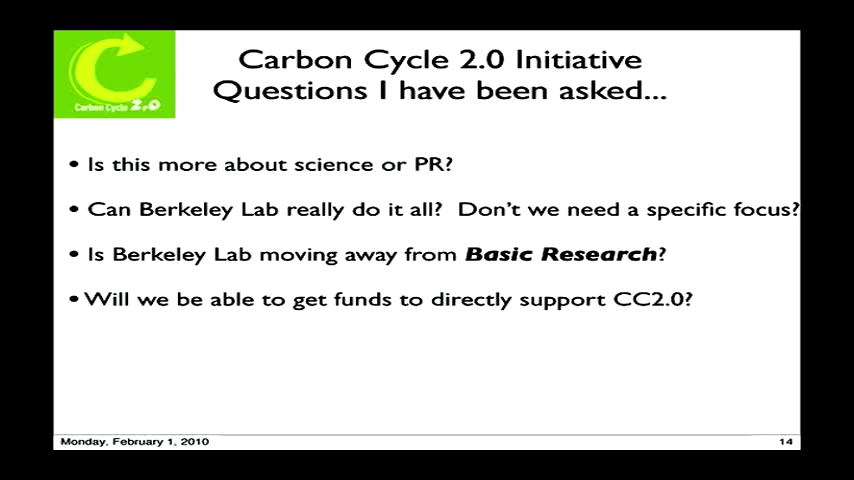 Carbon Cycle 2.0
Carbon Cycle 2.0 Initiative
Questions I have been asked...
• Is this more about science or PR?
• Can Berkeley Lab really do it all?  Don't we need a specific focus?
• Is Berkeley Lab moving away from Basic Research?
• Will we be able to get funds to directly support CC2.0?
Monday, February 1, 2010
14